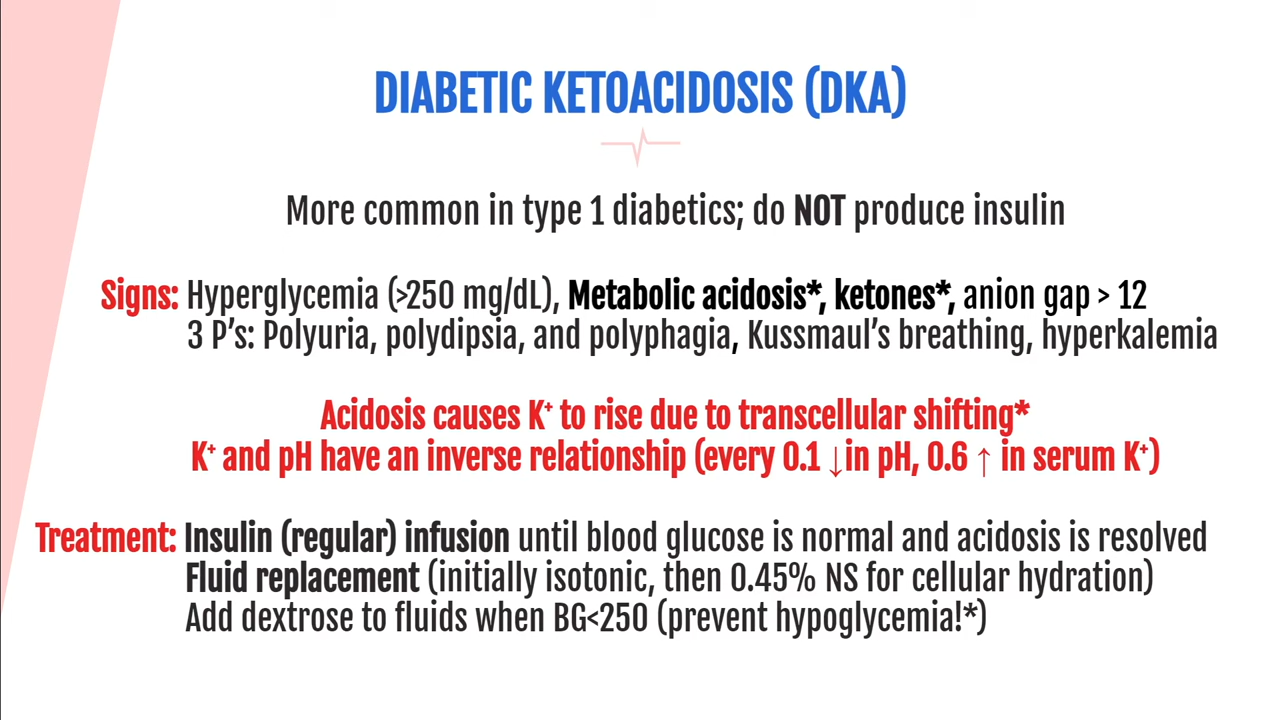 DIABETIC KETOACIDOSIS (DKA)
More common in type 1 diabetics; do NOT produce insulin
Signs: Hyperglycemia (>250 mg/dL), Metabolic acidosis*, ketones*, anion gap > 12
3 P’s: Polyuria, polydipsia, and polyphagia, Kussmaul’s breathing, hyperkalemia
Acidosis causes K⁺ to rise due to transcellular shifting*
K⁺ and pH have an inverse relationship (every 0.1 ↓in pH, 0.6 ↑ in serum K⁺)
Treatment: Insulin (regular) infusion until blood glucose is normal and acidosis is resolved
Fluid replacement (initially isotonic, then 0.45% NS for cellular hydration)
Add dextrose to fluids when BG<250 (prevent hypoglycemia!*)